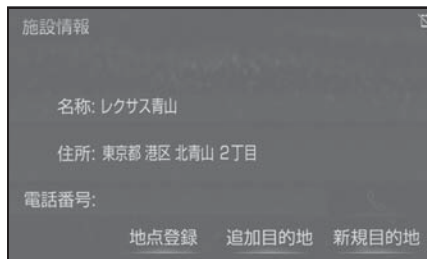 施設情報
名称: レクサス青山
住所: 東京都 港区 北青山 2丁目
電話番号:
地点登録 追加目的地 新規目的地